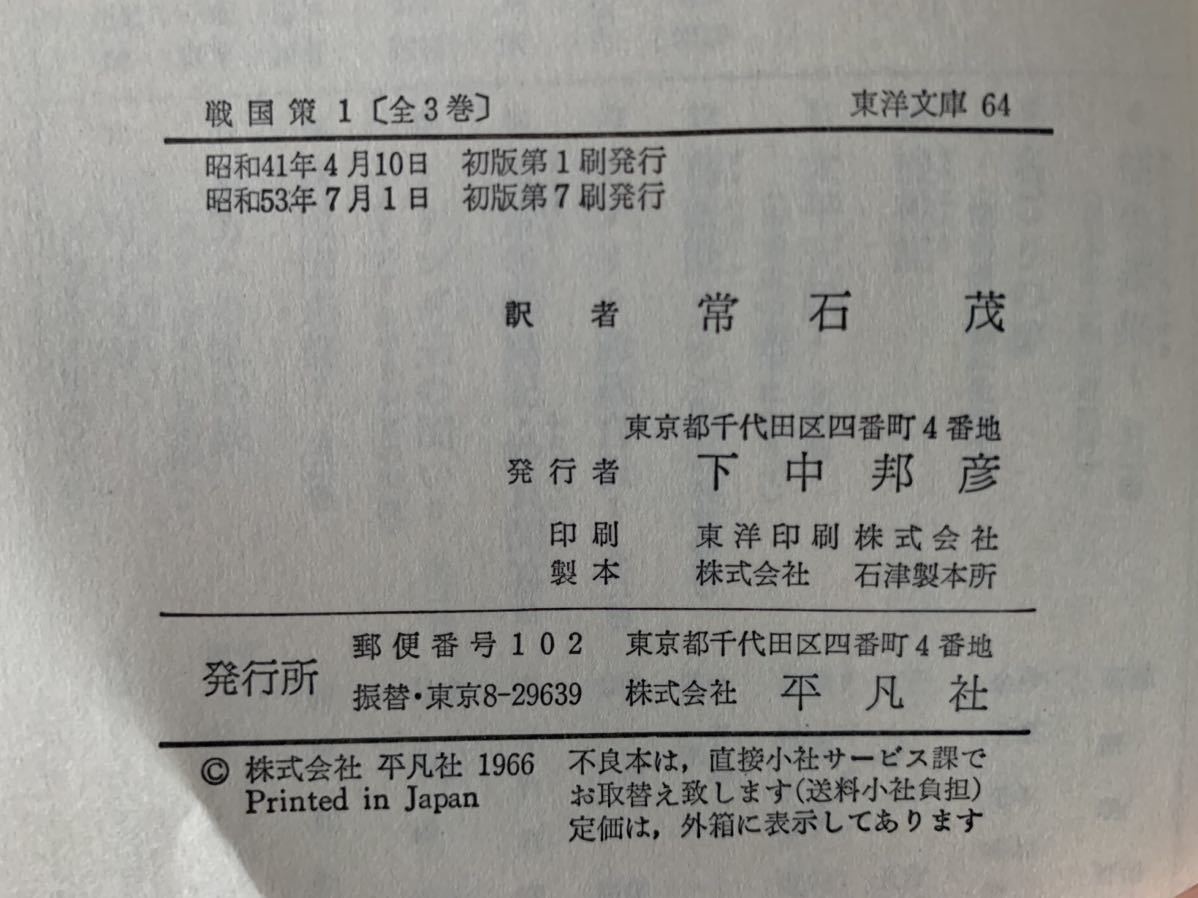 戦国策 1〔全3巻〕 東洋文庫 64
昭和41年4月10日 初版第1刷発行
昭和53年7月1日 初版第7刷発行
訳者 常石茂
東京都千代田区四番町4番地
発行者 下中邦彦
印刷 東洋印刷株式会社
製本 株式会社 石津製本所
発行所
郵便番号102 東京都千代田区四番町4番地
振替・東京8-29639 株式会社 平凡社
© 株式会社 平凡社 1966
Printed in Japan
不良本は，直接小社サービス課で
お取替え致します(送料小社負担)
定価は，外箱に表示してあります